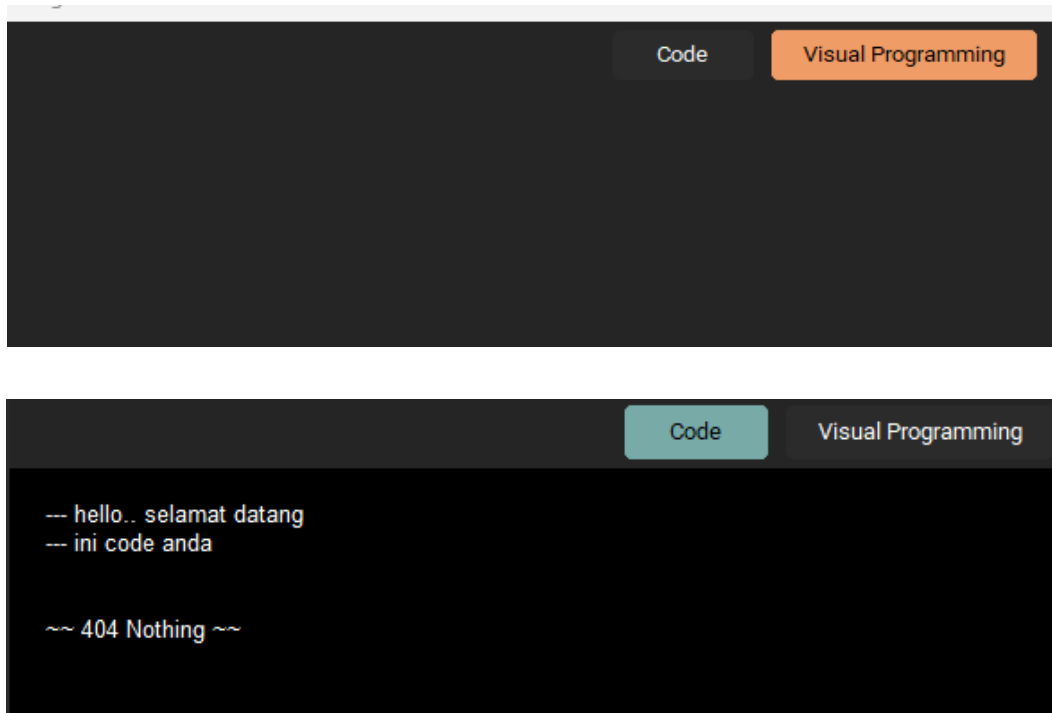 Code Visual Programming
Code Visual Programming
--- hello.. selamat datang
--- ini code anda
~~ 404 Nothing ~~